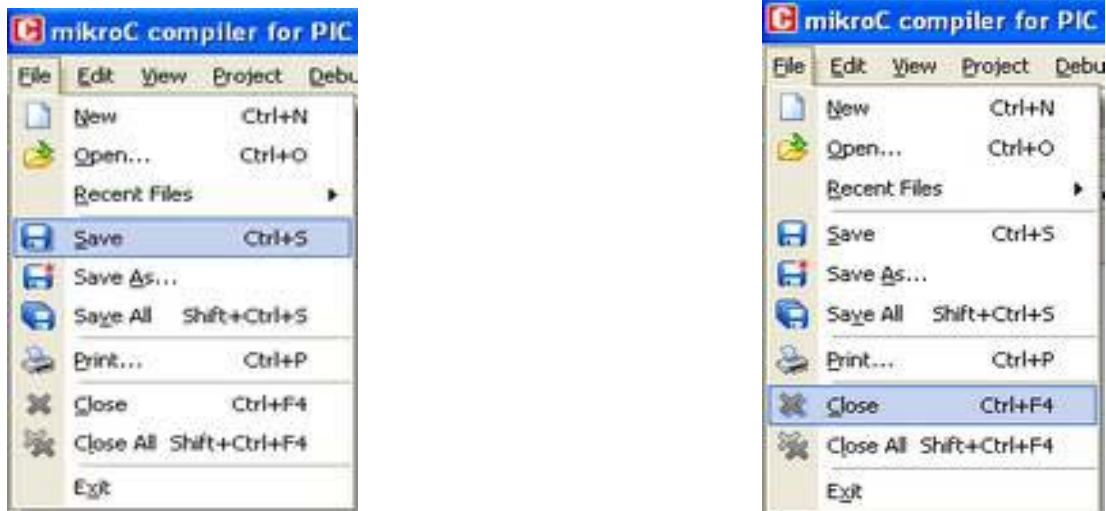 mikroC compiler for PIC
File Edit View Project Debu
New Ctrl+N
Open... Ctrl+O
Recent Files
Save Ctrl+S
Save As...
Save All Shift+Ctrl+S
Print... Ctrl+P
Close Ctrl+F4
Close All Shift+Ctrl+F4
Exit
mikroC compiler for PIC
File Edit View Project Debu
New Ctrl+N
Open... Ctrl+O
Recent Files
Save Ctrl+S
Save As...
Save All Shift+Ctrl+S
Print... Ctrl+P
Close Ctrl+F4
Close All Shift+Ctrl+F4
Exit